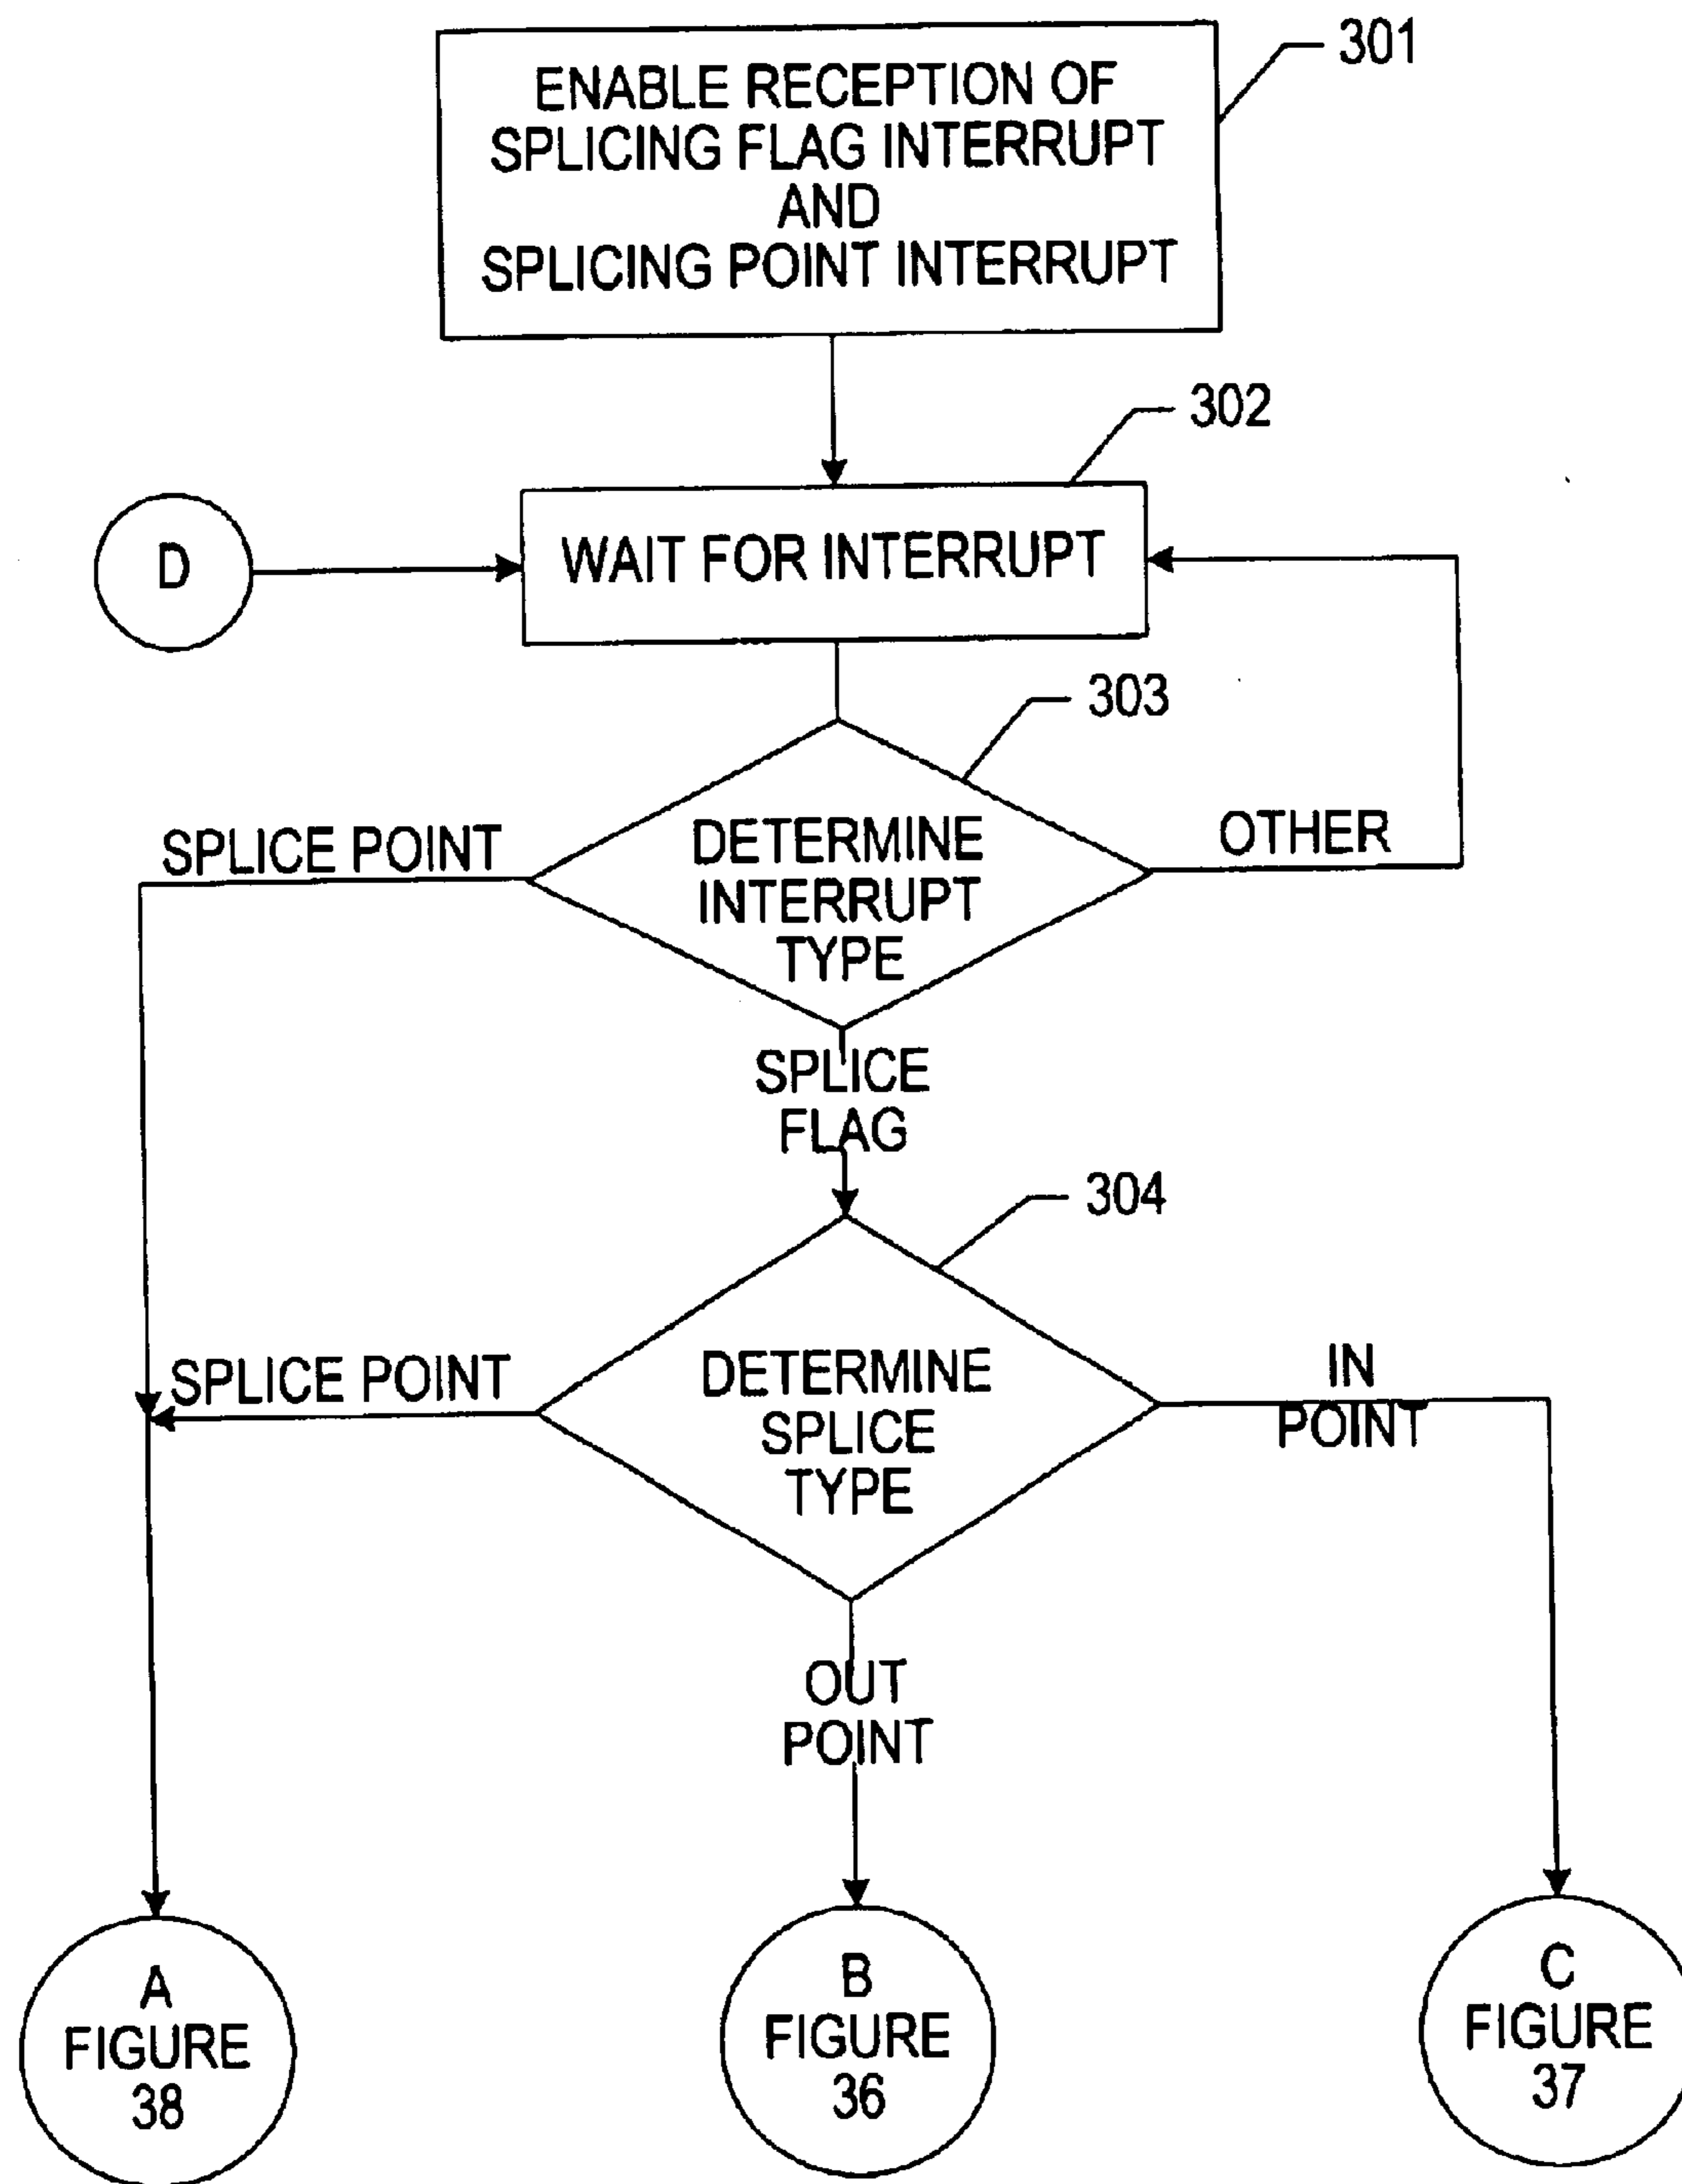 301
ENABLE RECEPTION OF
SPLICING FLAG INTERRUPT
AND
SPLICING POINT INTERRUPT
302
D
WAIT FOR INTERRUPT
303
SPLICE POINT
DETERMINE
INTERRUPT
TYPE
OTHER
SPLICE
FLAG
304
SPLICE POINT
DETERMINE
SPLICE
TYPE
IN
POINT
OUT
POINT
A
FIGURE
38
B
FIGURE
36
C
FIGURE
37